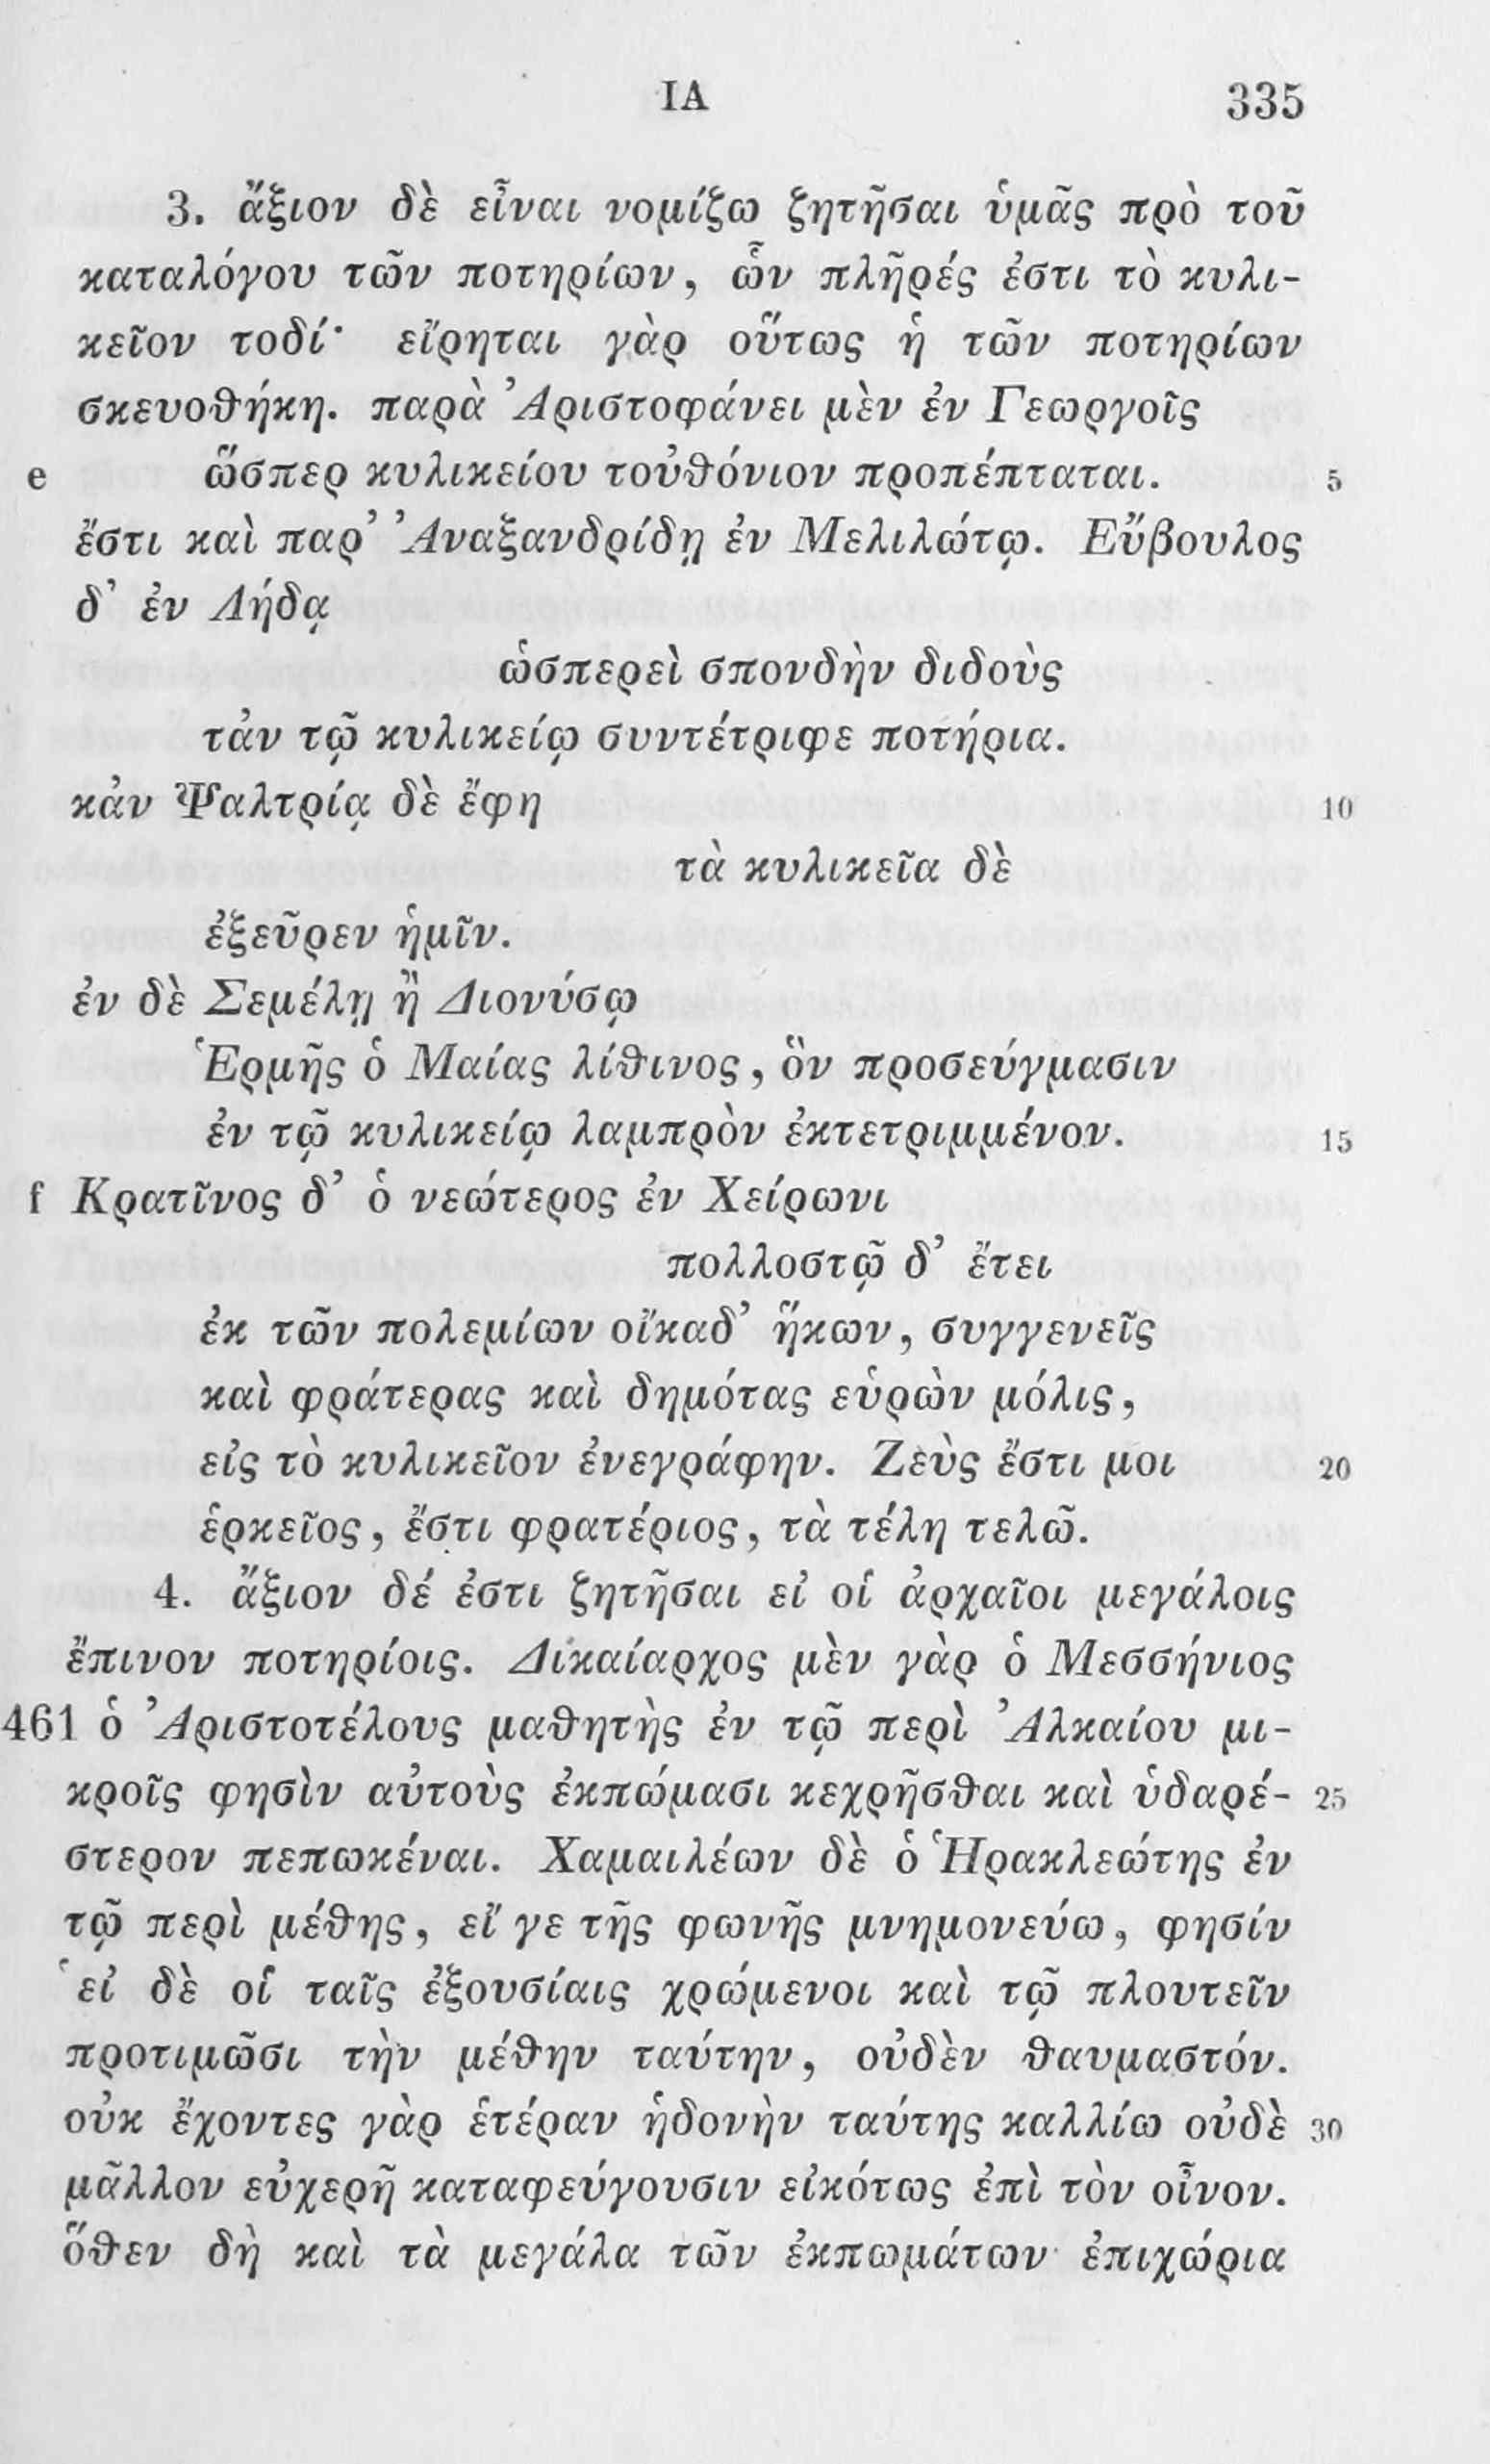 ΙΑ 335
3. ἄξιον δὲ εἶναι νομίζω ζητῆσαι ὑμᾶς πρὸ τοῦ
καταλόγου τῶν ποτηρίων, ὧν πλῆρές ἐστι τὸ κυλι-
κεῖον τοδί· εἴρηται γὰρ οὕτως ἡ τῶν ποτηρίων
σκευοθήκη. παρὰ Ἀριστοφάνει μὲν ἐν Γεωργοῖς
e ὥσπερ κυλικείου τοὐθόνιον προπέπταται. 5
ἔστι καὶ παρ’ Ἀναξανδρίδῃ ἐν Μελιλώτῳ. Εὔβουλος
δ’ ἐν Λήδᾳ
ὡσπερεὶ σπονδὴν διδοὺς
τἀν τῷ κυλικείῳ συντέτριφε ποτήρια.
κἀν Ψαλτρίᾳ δὲ ἔφη 10
τὰ κυλικεῖα δὲ
ἐξεῦρεν ἡμῖν.
ἐν δὲ Σεμέλῃ ἢ Διονύσῳ
Ἑρμῆς ὁ Μαίας λίθινος, ὃν προσεύγμασιν
ἐν τῷ κυλικείῳ λαμπρὸν ἐκτετριμμένον. 15
f Κρατῖνος δ’ ὁ νεώτερος ἐν Χείρωνι
πολλοστῷ δ’ ἔτει
ἐκ τῶν πολεμίων οἴκαδ’ ἥκων, συγγενεῖς
καὶ φράτερας καὶ δημότας εὑρὼν μόλις,
εἰς τὸ κυλικεῖον ἐνεγράφην. Ζεὺς ἔστι μοι 20
ἑρκεῖος, ἔστι φρατέριος, τὰ τέλη τελῶ.
4. ἄξιον δέ ἐστι ζητῆσαι εἰ οἱ ἀρχαῖοι μεγάλοις
ἔπινον ποτηρίοις. Δικαίαρχος μὲν γὰρ ὁ Μεσσήνιος
461 ὁ Ἀριστοτέλους μαθητὴς ἐν τῷ περὶ Ἀλκαίου μι-
κροῖς φησὶν αὐτοὺς ἐκπώμασι κεχρῆσθαι καὶ ὑδαρέ- 25
στερον πεπωκέναι. Χαμαιλέων δὲ ὁ Ἡρακλεώτης ἐν
τῷ περὶ μέθης, εἴ γε τῆς φωνῆς μνημονεύω, φησίν
‘εἰ δὲ οἱ ταῖς ἐξουσίαις χρώμενοι καὶ τῷ πλουτεῖν
προτιμῶσι τὴν μέθην ταύτην, οὐδὲν θαυμαστόν.
οὐκ ἔχοντες γὰρ ἑτέραν ἡδονὴν ταύτης καλλίω οὐδὲ 30
μᾶλλον εὐχερῆ καταφεύγουσιν εἰκότως ἐπὶ τὸν οἶνον.
ὅθεν δὴ καὶ τὰ μεγάλα τῶν ἐκπωμάτων ἐπιχώρια